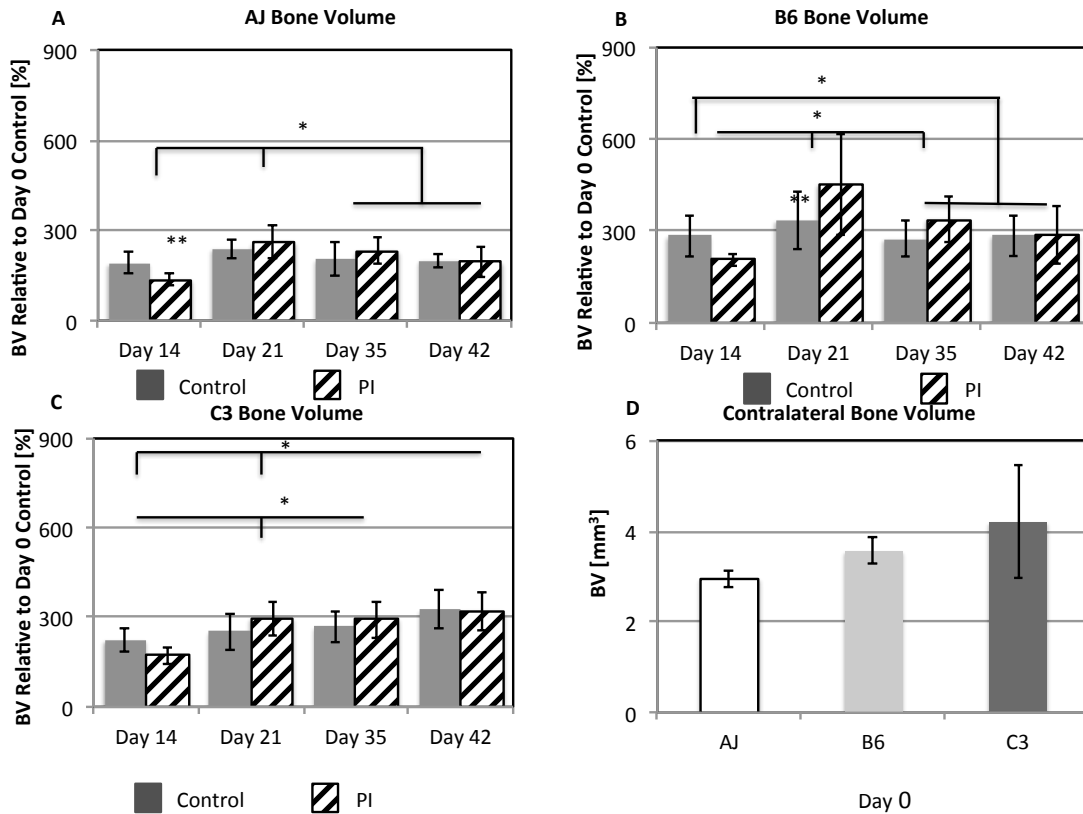 A
AJ Bone Volume
BV Relative to Day 0 Control [%]
900
600
300
0
*
**
Day 14 Day 21 Day 35 Day 42
Control PI
B
B6 Bone Volume
BV Relative to Day 0 Control [%]
900
600
300
0
*
*
**
Day 14 Day 21 Day 35 Day 42
Control PI
C
C3 Bone Volume
BV Relative to Day 0 Control [%]
900
600
300
0
*
*
Day 14 Day 21 Day 35 Day 42
Control PI
D
Contralateral Bone Volume
BV [mm³]
6
4
2
0
AJ B6 C3
Day 0